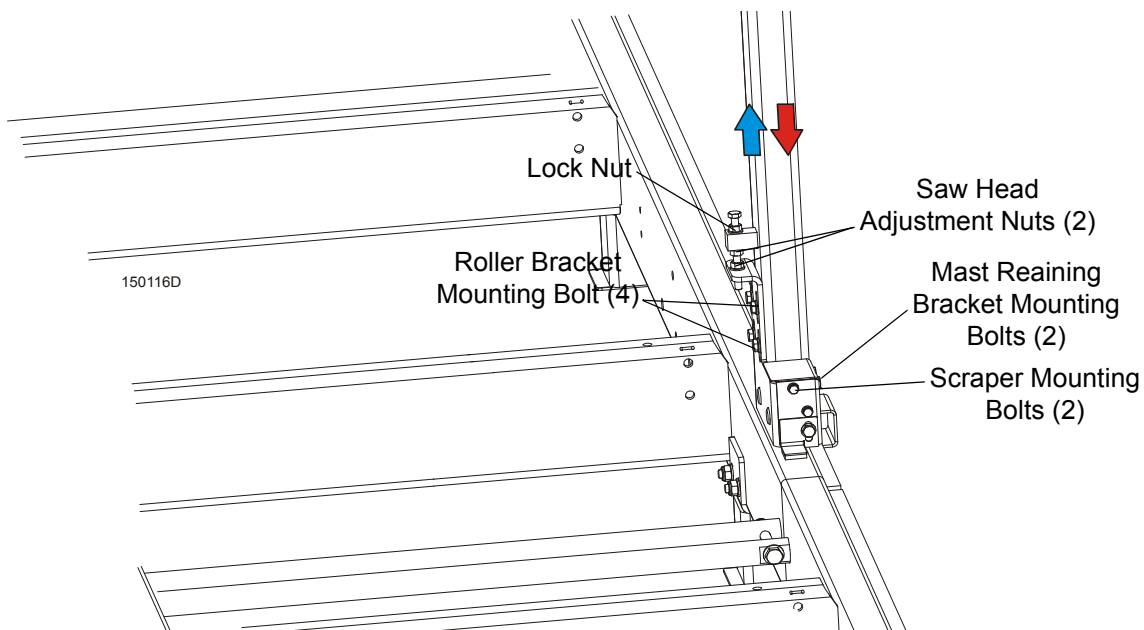 Lock Nut
Saw Head
Adjustment Nuts (2)
Roller Bracket
Mounting Bolt (4)
Mast Reaining
Bracket Mounting
Bolts (2)
Scraper Mounting
Bolts (2)
150116D